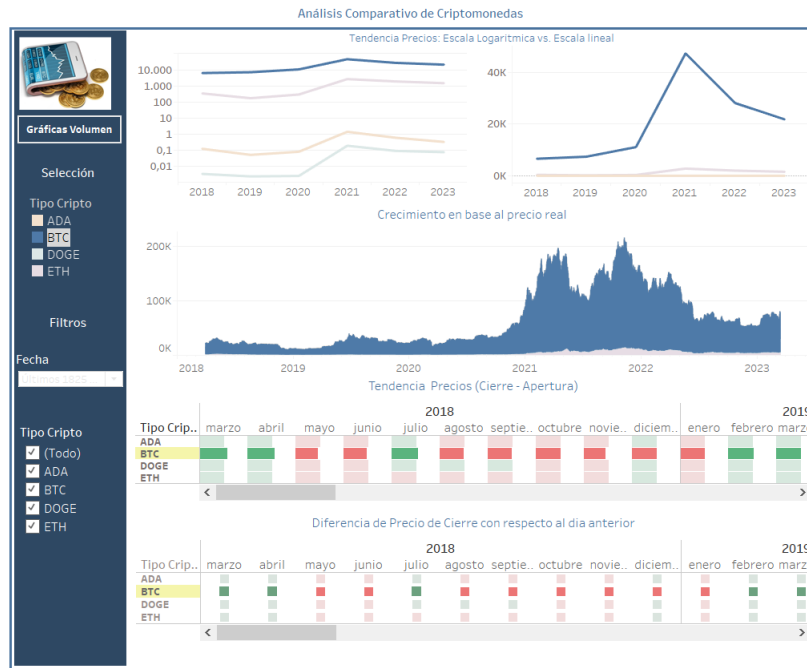 Análisis Comparativo de Criptomonedas
Gráficas Volumen
Selección
Tipo Cripto
ADA
BTC
DOGE
ETH
Filtros
Fecha
Últimos 1825 ...
Tipo Cripto
(Todo)
ADA
BTC
DOGE
ETH
Tendencia Precios: Escala Logaritmica vs. Escala lineal
10.000
1.000
100
10
1
0,1
0,01
2018 2019 2020 2021 2022 2023
40K
20K
0K
2018 2019 2020 2021 2022 2023
Crecimiento en base al precio real
200K
100K
0K
2018 2019 2020 2021 2022 2023
Tendencia Precios (Cierre - Apertura)
2018 2019
Tipo Crip.. marzo abril mayo junio julio agosto septie.. octubre novie.. diciem.. enero febrero marz
ADA
BTC
DOGE
ETH
Diferencia de Precio de Cierre con respecto al dia anterior
2018 2019
Tipo Crip.. marzo abril mayo junio julio agosto septie.. octubre novie.. diciem.. enero febrero marz
ADA
BTC
DOGE
ETH